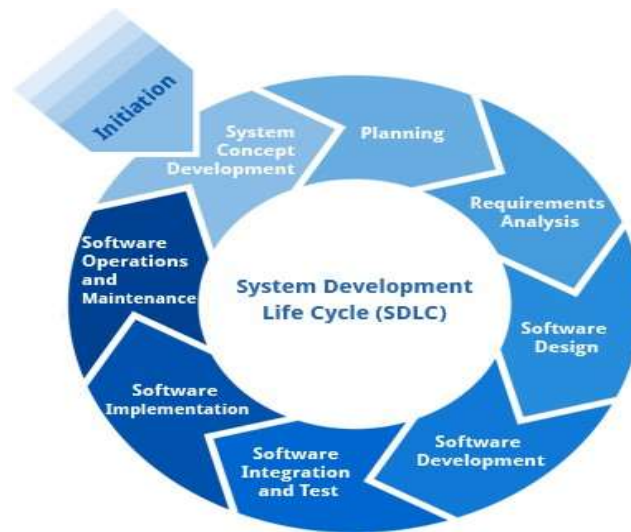 Initiation
System
Concept
Development
Planning
Requirements
Analysis
Software
Design
Software
Development
Software
Integration
and Test
Software
Implementation
Software
Operations
and
Maintenance
System Development
Life Cycle (SDLC)